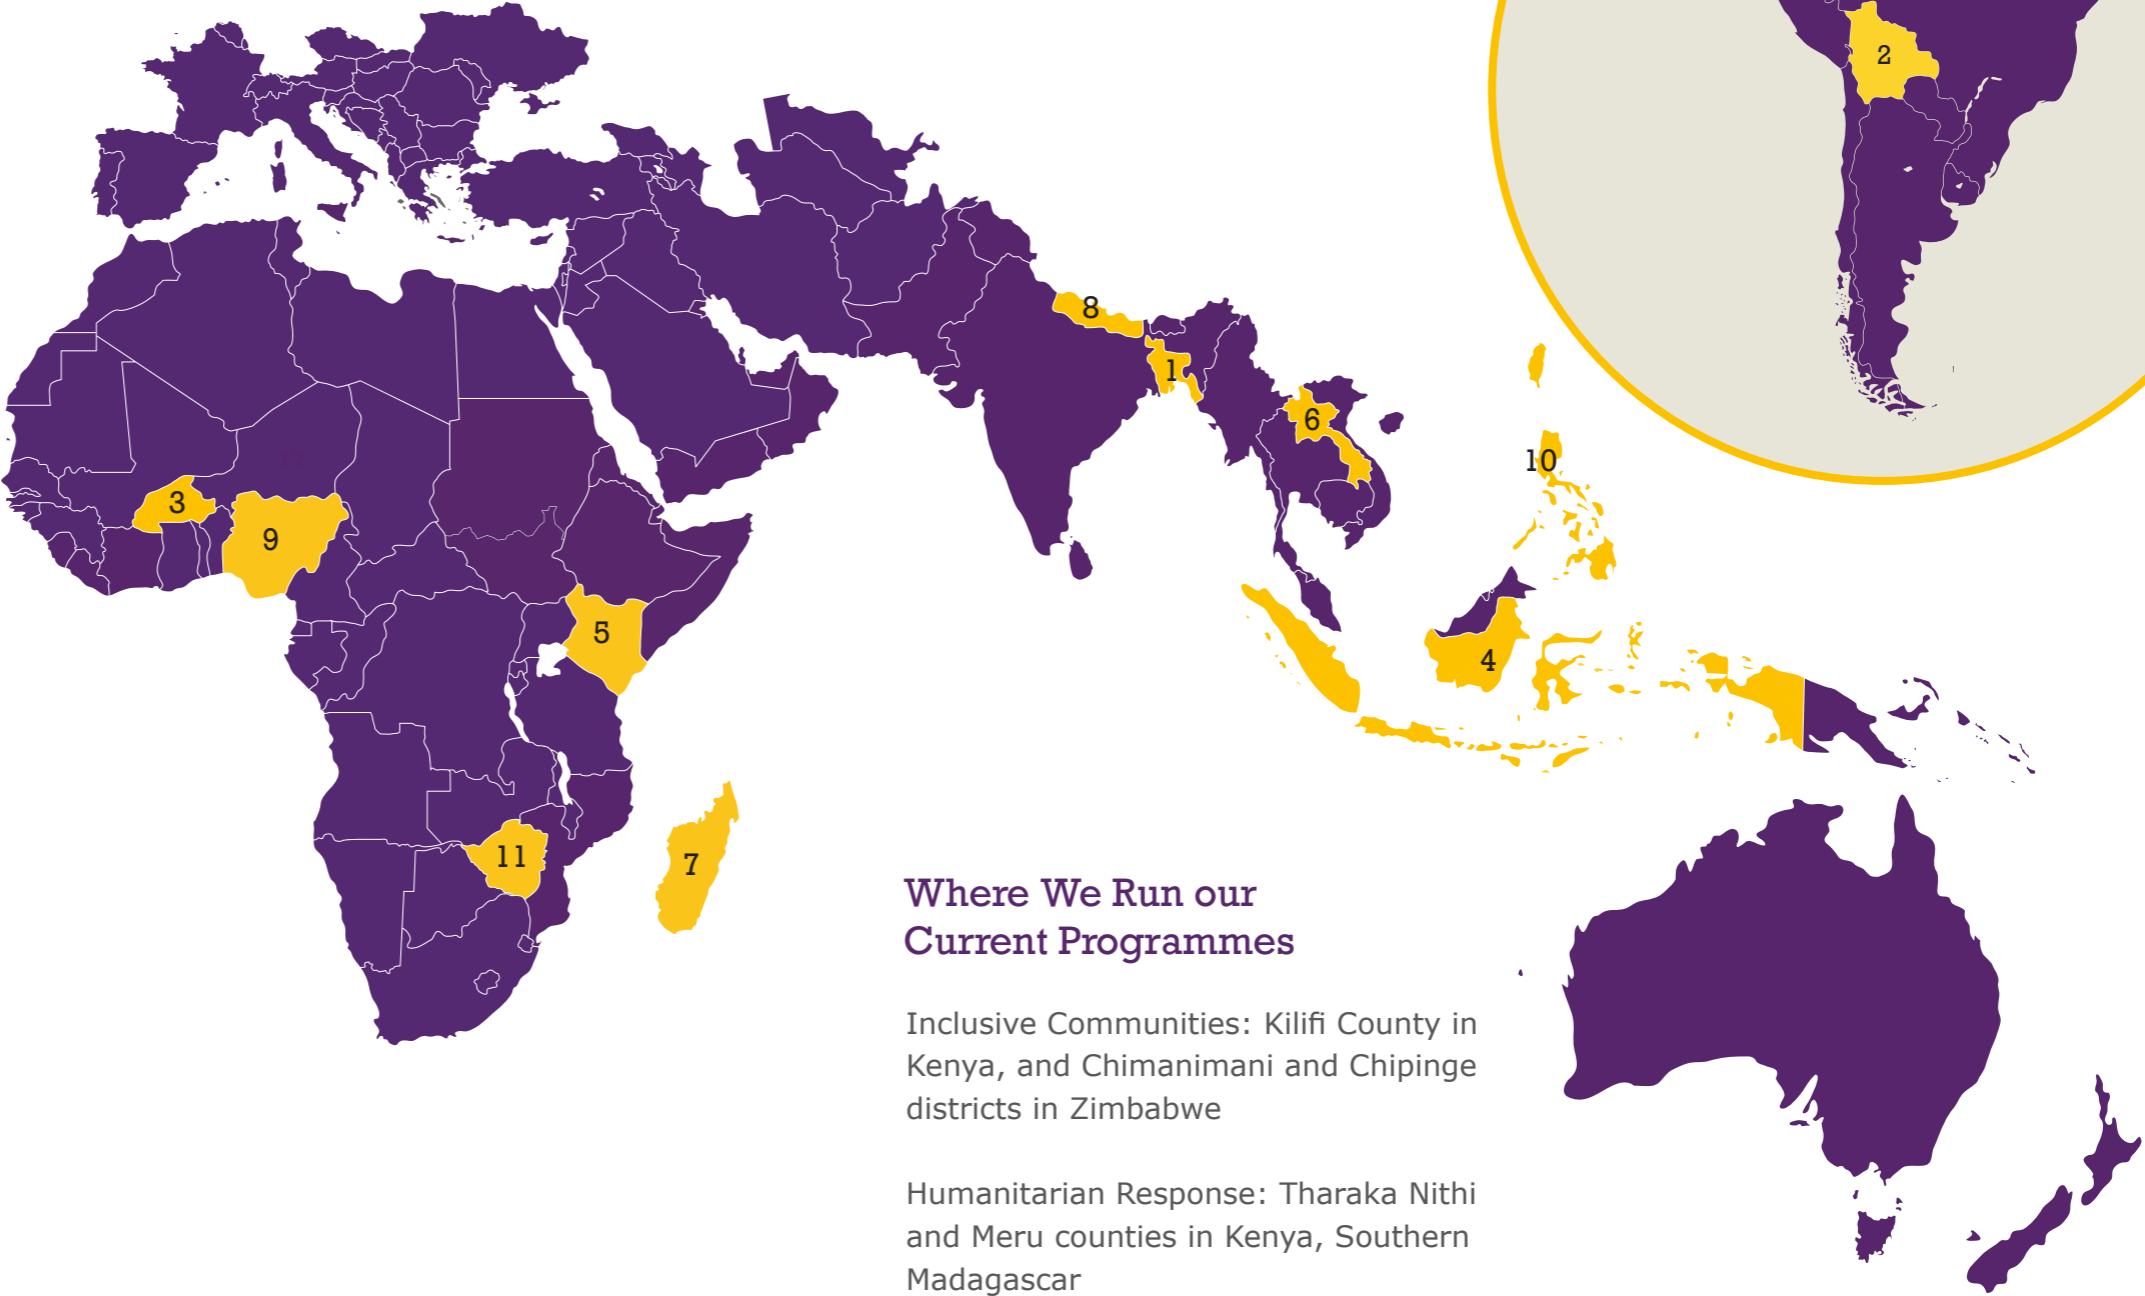 2
8
1
6
10
3
9
5
4
11
7
Where We Run our
Current Programmes
Inclusive Communities: Kilifi County in
Kenya, and Chimanimani and Chipinge
districts in Zimbabwe
Humanitarian Response: Tharaka Nithi
and Meru counties in Kenya, Southern
Madagascar